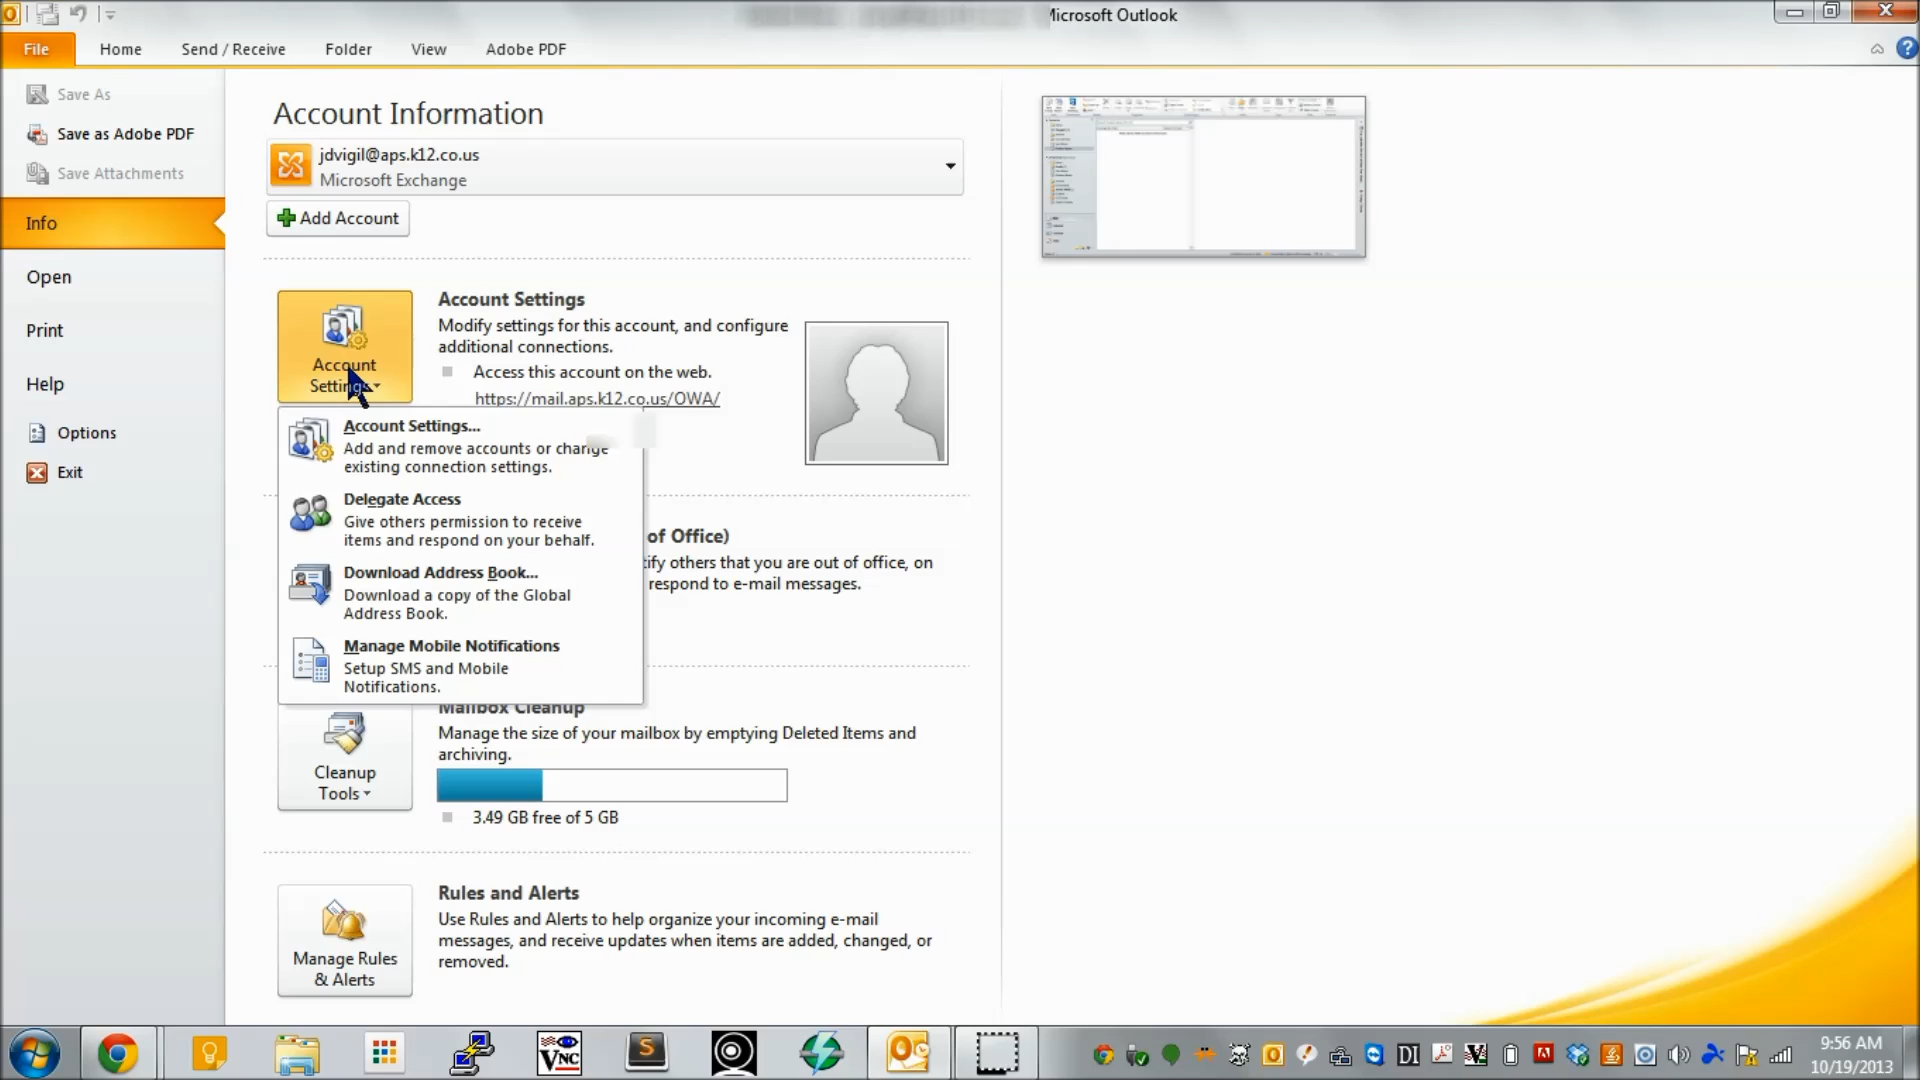 Microsoft Outlook
File
Home
Send / Receive
Folder
View
Adobe PDF
Save As
Save as Adobe PDF
Save Attachments
Info
Open
Print
Help
Options
Exit
Account Information
jdvigil@aps.k12.co.us
Microsoft Exchange
Add Account
Account
Settings
Account Settings
Modify settings for this account, and configure
additional connections.
Access this account on the web.
https://mail.aps.k12.co.us/OWA/
Account Settings...
Add and remove accounts or change
existing connection settings.
Delegate Access
Give others permission to receive
items and respond on your behalf.
Download Address Book...
Download a copy of the Global
Address Book.
Manage Mobile Notifications
Setup SMS and Mobile
Notifications.
of Office)
tify others that you are out of office, on
respond to e-mail messages.
Cleanup
Tools
Mailbox Cleanup
Manage the size of your mailbox by emptying Deleted Items and
archiving.
3.49 GB free of 5 GB
Manage Rules
& Alerts
Rules and Alerts
Use Rules and Alerts to help organize your incoming e-mail
messages, and receive updates when items are added, changed, or
removed.
VNC
S
DI
9:56 AM
10/19/2013